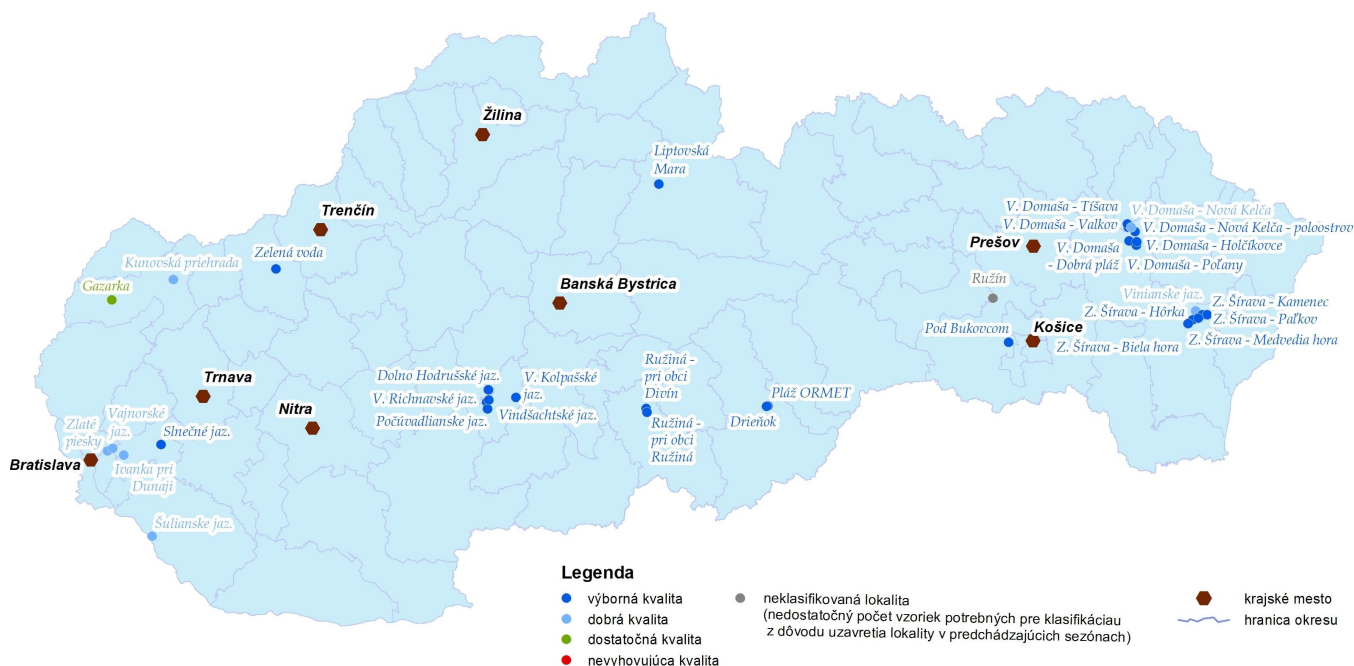 Žilina
Liptovská
Mara
Trenčín
Zelená voda
Kunovská priehrada
Gazarka
Banská Bystrica
V. Domaša - Tíšava
V. Domaša - Nová Kelča
V. Domaša - Valkov
V. Domaša - Nová Kelča - poloostrov
Prešov
V. Domaša
- Dobrá pláž
V. Domaša - Holčíkovce
V. Domaša - Poľany
Ružín
Vinianske jaz.
Z. Šírava - Kamenec
Z. Šírava - Hôrka
Z. Šírava - Paľkov
Pod Bukovcom
Košice
Z. Šírava - Medvedia hora
Z. Šírava - Biela hora
Trnava
Nitra
Dolno Hodrušské jaz.
V. Kolpašské
jaz.
V. Richnavské jaz.
Počúvadlianske jaz.
Vindšachtské jaz.
Ružiná -
pri obci
Divín
Ružiná -
pri obci
Ružiná
Pláž ORMET
Drieňok
Zlaté
piesky
Vajnorské
jaz.
Slnečné jaz.
Bratislava
Ivanka pri
Dunaji
Šulianske jaz.
Legenda
výborná kvalita
dobrá kvalita
dostatočná kvalita
nevyhovujúca kvalita
neklasifikovaná lokalita
(nedostatočný počet vzoriek potrebných pre klasifikáciau
z dôvodu uzavretia lokality v predchádzajúcich sezónach)
krajské mesto
hranica okresu